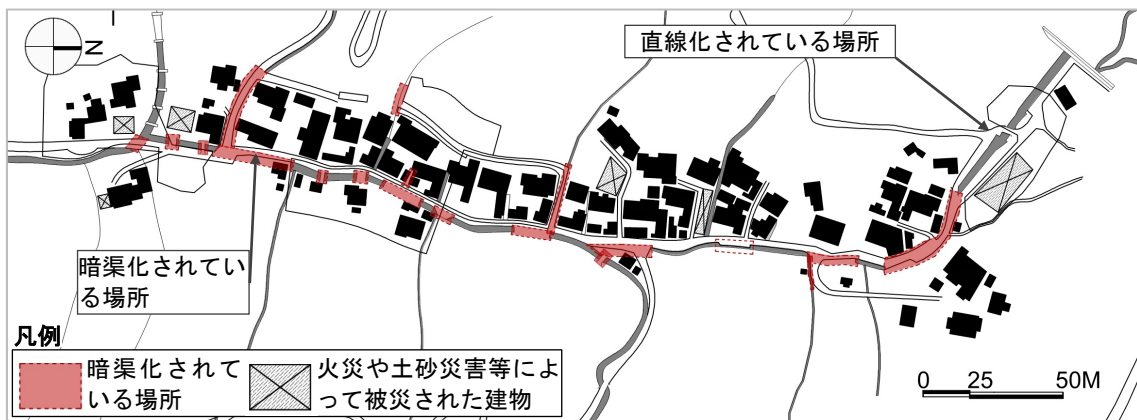 N
直線化されている場所
暗渠化されてい
る場所
凡例
暗渠化されて
いる場所
火災や土砂災害等によ
って被災された建物
0 25 50M